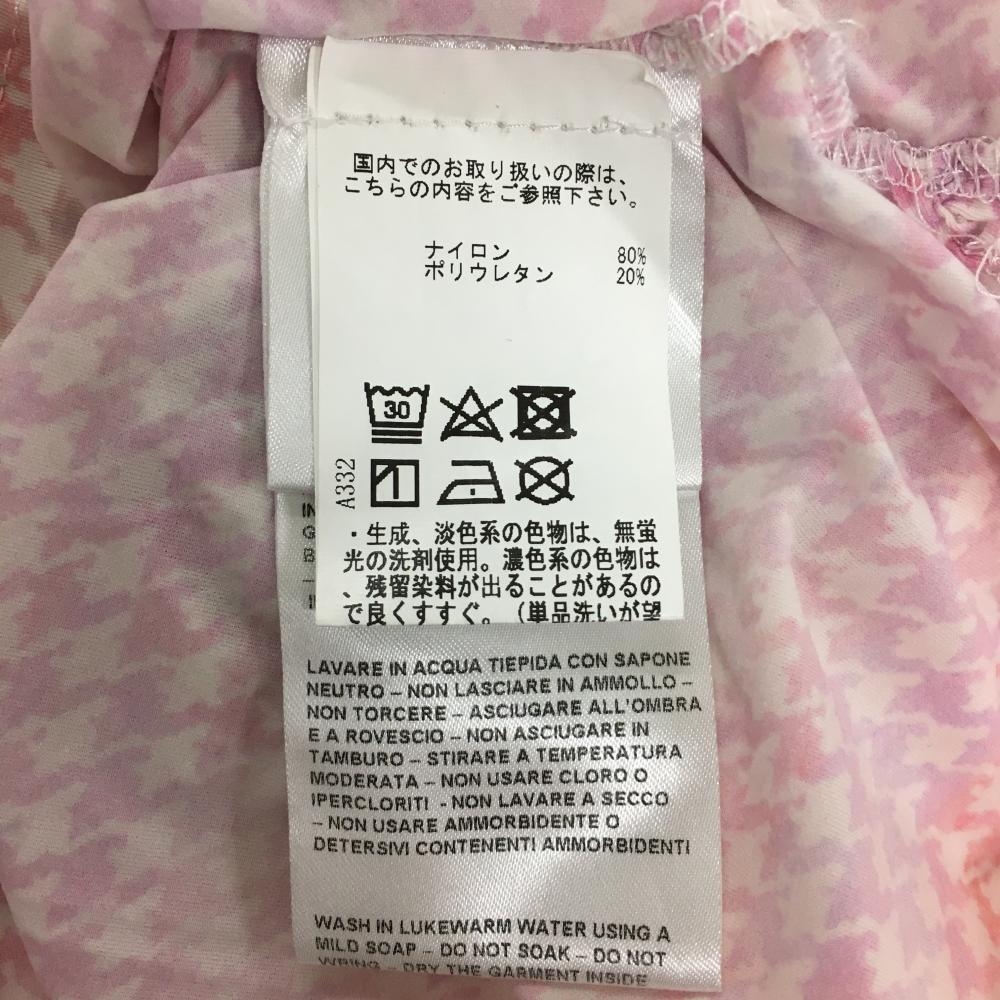 国内でのお取り扱いの際は、
こちらの内容をご参照下さい。
ナイロン 80%
ポリウレタン 20%
30
A332
・生成、淡色系の色物は、無蛍
光の洗剤使用。濃色系の色物は
、残留染料が出ることがあるの
で良くすすぐ。（単品洗いが望
LAVARE IN ACQUA TIEPIDA CON SAPONE
NEUTRO – NON LASCIARE IN AMMOLLO –
NON TORCERE – ASCIUGARE ALL'OMBRA
E A ROVESCIO – NON ASCIUGARE IN
TAMBURO – STIRARE A TEMPERATURA
MODERATA – NON USARE CLORO O
IPERCLORITI - NON LAVARE A SECCO
– NON USARE AMMORBIDENTE O
DETERSIVI CONTENENTI AMMORBIDENTI
WASH IN LUKEWARM WATER USING A
MILD SOAP – DO NOT SOAK – DO NOT
WRING – DRY THE GARMENT INSIDE